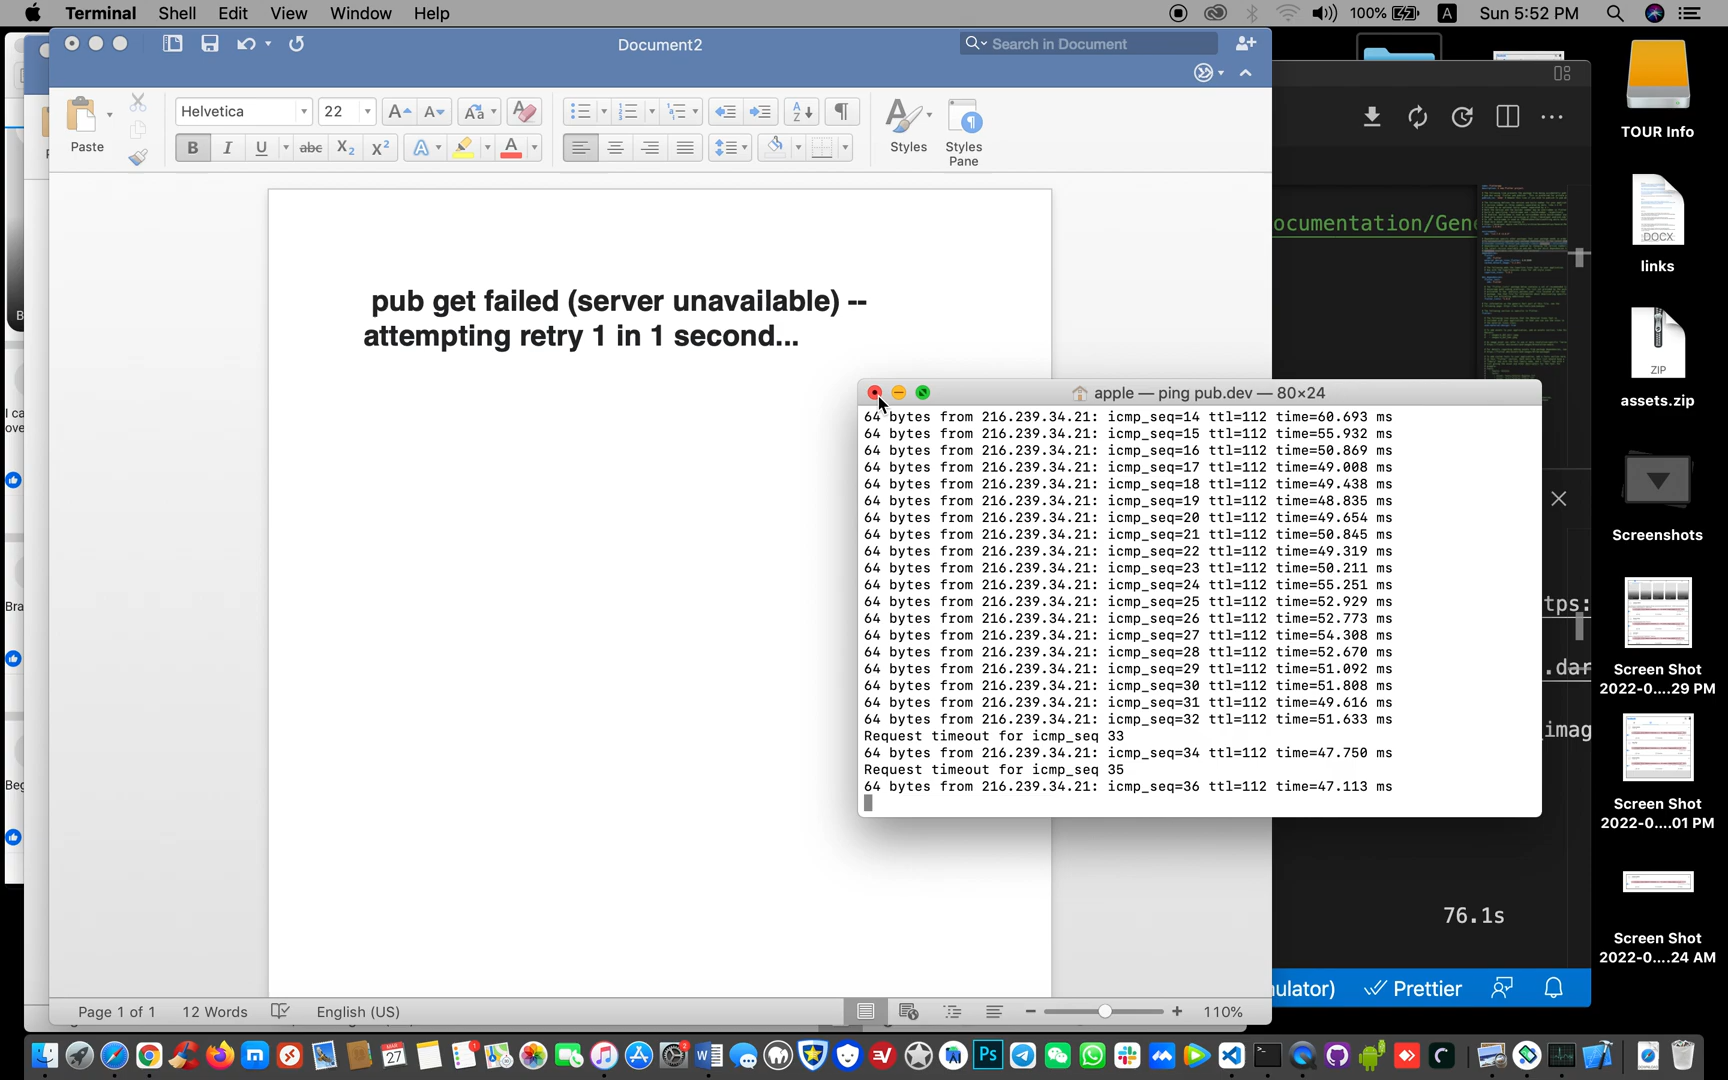 Terminal Shell Edit View Window Help
100% A Sun 5:52 PM
Document2
Search in Document
Paste
Helvetica 22
B I U abc X2 X2
Styles
Styles Pane
pub get failed (server unavailable) --
attempting retry 1 in 1 second...
apple — ping pub.dev — 80×24
64 bytes from 216.239.34.21: icmp_seq=14 ttl=112 time=60.693 ms
64 bytes from 216.239.34.21: icmp_seq=15 ttl=112 time=55.932 ms
64 bytes from 216.239.34.21: icmp_seq=16 ttl=112 time=50.869 ms
64 bytes from 216.239.34.21: icmp_seq=17 ttl=112 time=49.008 ms
64 bytes from 216.239.34.21: icmp_seq=18 ttl=112 time=49.438 ms
64 bytes from 216.239.34.21: icmp_seq=19 ttl=112 time=48.835 ms
64 bytes from 216.239.34.21: icmp_seq=20 ttl=112 time=49.654 ms
64 bytes from 216.239.34.21: icmp_seq=21 ttl=112 time=50.845 ms
64 bytes from 216.239.34.21: icmp_seq=22 ttl=112 time=49.319 ms
64 bytes from 216.239.34.21: icmp_seq=23 ttl=112 time=50.211 ms
64 bytes from 216.239.34.21: icmp_seq=24 ttl=112 time=55.251 ms
64 bytes from 216.239.34.21: icmp_seq=25 ttl=112 time=52.929 ms
64 bytes from 216.239.34.21: icmp_seq=26 ttl=112 time=52.773 ms
64 bytes from 216.239.34.21: icmp_seq=27 ttl=112 time=54.308 ms
64 bytes from 216.239.34.21: icmp_seq=28 ttl=112 time=52.670 ms
64 bytes from 216.239.34.21: icmp_seq=29 ttl=112 time=51.092 ms
64 bytes from 216.239.34.21: icmp_seq=30 ttl=112 time=51.808 ms
64 bytes from 216.239.34.21: icmp_seq=31 ttl=112 time=49.616 ms
64 bytes from 216.239.34.21: icmp_seq=32 ttl=112 time=51.633 ms
Request timeout for icmp_seq 33
64 bytes from 216.239.34.21: icmp_seq=34 ttl=112 time=47.750 ms
Request timeout for icmp_seq 35
64 bytes from 216.239.34.21: icmp_seq=36 ttl=112 time=47.113 ms
Page 1 of 1 12 Words English (US) 110%
ocumentation/Gene
tps:
.dar
imag
76.1s
ulator) Prettier
TOUR Info
DOCX
links
ZIP
assets.zip
Screenshots
Screen Shot
2022-0....29 PM
Screen Shot
2022-0....01 PM
Screen Shot
2022-0....24 AM
I ca
ove
Bra
Beg